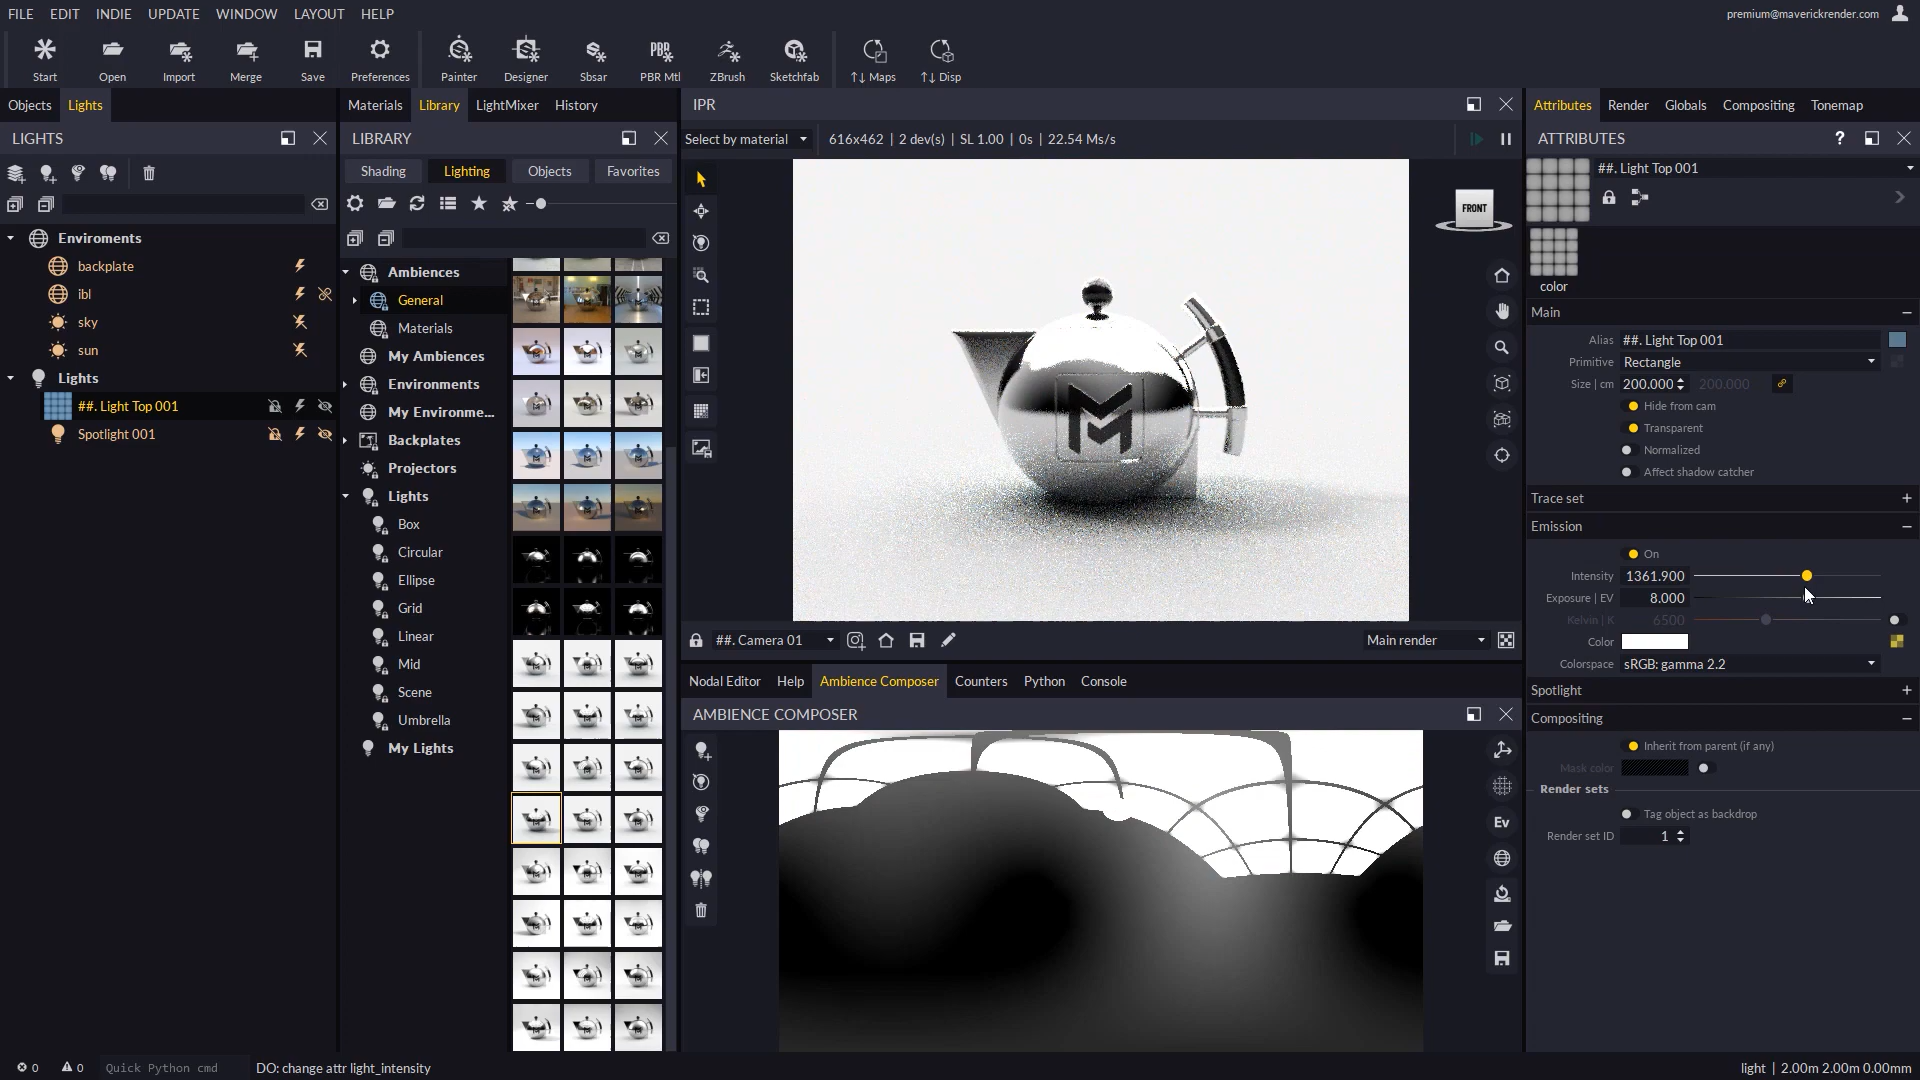 FILE EDIT INDIE UPDATE WINDOW LAYOUT HELP premium@maverickrender.com
Start Open Import Merge Save Preferences Painter Designer Sbsar PBR Mtl ZBrush Sketchfab ↑↓ Maps ↑↓ Disp
PBR
Objects Lights
LIGHTS
Enviroments
backplate
ibl
sky
sun
Lights
##. Light Top 001
Spotlight 001
Materials Library LightMixer History
LIBRARY
Shading Lighting Objects Favorites
Ambiences
General
Materials
My Ambiences
Environments
My Environme...
Backplates
Projectors
Lights
Box
Circular
Ellipse
Grid
Linear
Mid
Scene
Umbrella
My Lights
IPR
Select by material 616x462 | 2 dev(s) | SL 1.00 | 0s | 22.54 Ms/s
FRONT
M
##. Camera 01 Main render
Nodal Editor Help Ambience Composer Counters Python Console
AMBIENCE COMPOSER
Ev
Attributes Render Globals Compositing Tonemap
ATTRIBUTES ?
##. Light Top 001
color
Main
Alias ##. Light Top 001
Primitive Rectangle
Size | cm 200.000 200.000
Hide from cam
Transparent
Normalized
Affect shadow catcher
Trace set
Emission
On
Intensity 1361.900
Exposure | EV 8.000
Kelvin | K 6500
Color
Colorspace sRGB: gamma 2.2
Spotlight
Compositing
Inherit from parent (if any)
Mask color
Render sets
Tag object as backdrop
Render set ID 1
0 0 Quick Python cmd DO: change attr light_intensity light | 2.00m 2.00m 0.00mm